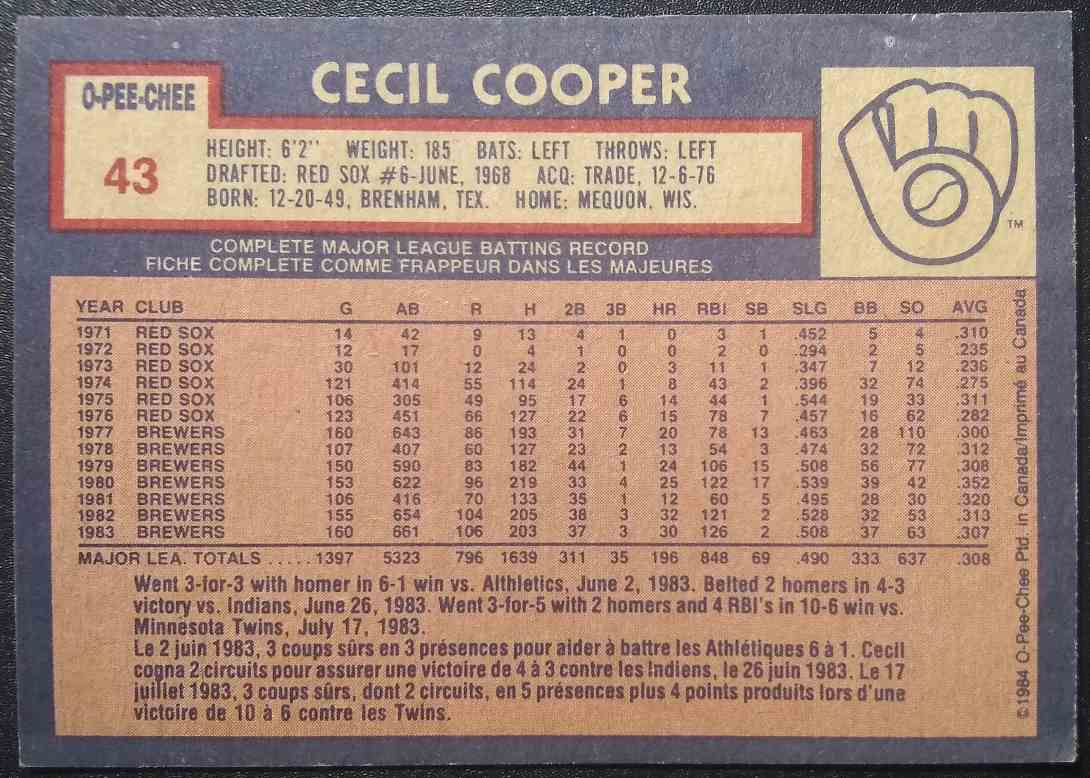 O-PEE-CHEE
CECIL COOPER
43
HEIGHT: 6'2" WEIGHT: 185 BATS: LEFT THROWS: LEFT
DRAFTED: RED SOX #6-JUNE, 1968 ACQ: TRADE, 12-6-76
BORN: 12-20-49, BRENHAM, TEX. HOME: MEQUON, WIS.
TM
COMPLETE MAJOR LEAGUE BATTING RECORD
FICHE COMPLETE COMME FRAPPEUR DANS LES MAJEURES
YEAR CLUB G AB R H 2B 3B HR RBI SB SLG BB SO AVG
1971 RED SOX 14 42 9 13 4 1 0 3 1 .452 5 4 .310
1972 RED SOX 12 17 0 4 1 0 0 2 0 .294 2 5 .235
1973 RED SOX 30 101 12 24 2 0 3 11 1 .347 7 12 .238
1974 RED SOX 121 414 55 114 24 1 8 43 2 .396 32 74 .275
1975 RED SOX 106 305 49 95 17 6 14 44 1 .544 19 33 .311
1976 RED SOX 123 451 66 127 22 6 15 78 7 .457 16 62 .282
1977 BREWERS 160 643 86 193 31 7 20 78 13 .463 28 110 .300
1978 BREWERS 107 407 60 127 23 2 13 54 3 .474 32 72 .312
1979 BREWERS 150 590 83 182 44 1 24 106 15 .508 56 77 .308
1980 BREWERS 153 622 96 219 33 4 25 122 17 .539 39 42 .352
1981 BREWERS 106 416 70 133 35 1 12 60 5 .495 28 30 .320
1982 BREWERS 155 654 104 205 38 3 32 121 2 .528 32 53 .313
1983 BREWERS 160 661 106 203 37 3 30 126 2 .508 37 63 .307
MAJOR LEA. TOTALS ..... 1397 5323 796 1639 311 35 196 848 69 .490 333 637 .308
Went 3-for-3 with homer in 6-1 win vs. Althletics, June 2, 1983. Belted 2 homers in 4-3
victory vs. Indians, June 26, 1983. Went 3-for-5 with 2 homers and 4 RBI's in 10-6 win vs.
Minnesota Twins, July 17, 1983.
Le 2 juin 1983, 3 coups sûrs en 3 présences pour aider à battre les Athlétiques 6 à 1. Cecil
cogna 2 circuits pour assurer une victoire de 4 à 3 contre les Indiens, le 26 juin 1983. Le 17
juillet 1983, 3 coups sûrs, dont 2 circuits, en 5 présences plus 4 points produits lors d'une
victoire de 10 à 6 contre les Twins.
©1984 O-Pee-Chee Ptd. in Canada/Imprimé au Canada